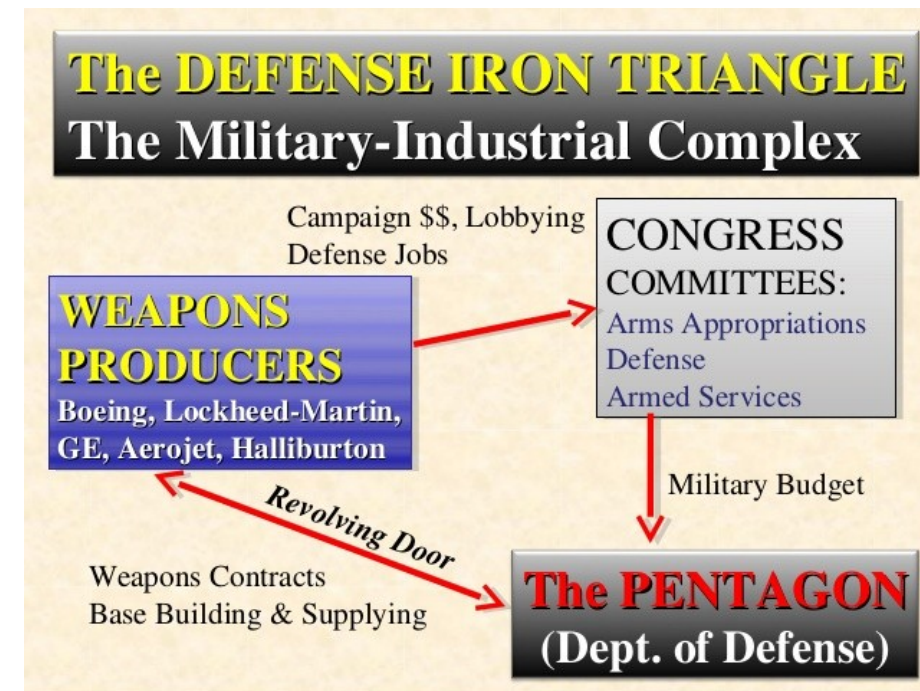 The DEFENSE IRON TRIANGLE
The Military-Industrial Complex
Campaign $$, Lobbying
Defense Jobs
CONGRESS
COMMITTEES:
Arms Appropriations
Defense
Armed Services
WEAPONS
PRODUCERS
Boeing, Lockheed-Martin,
GE, Aerojet, Halliburton
Military Budget
Revolving Door
Weapons Contracts
Base Building & Supplying
The PENTAGON
(Dept. of Defense)